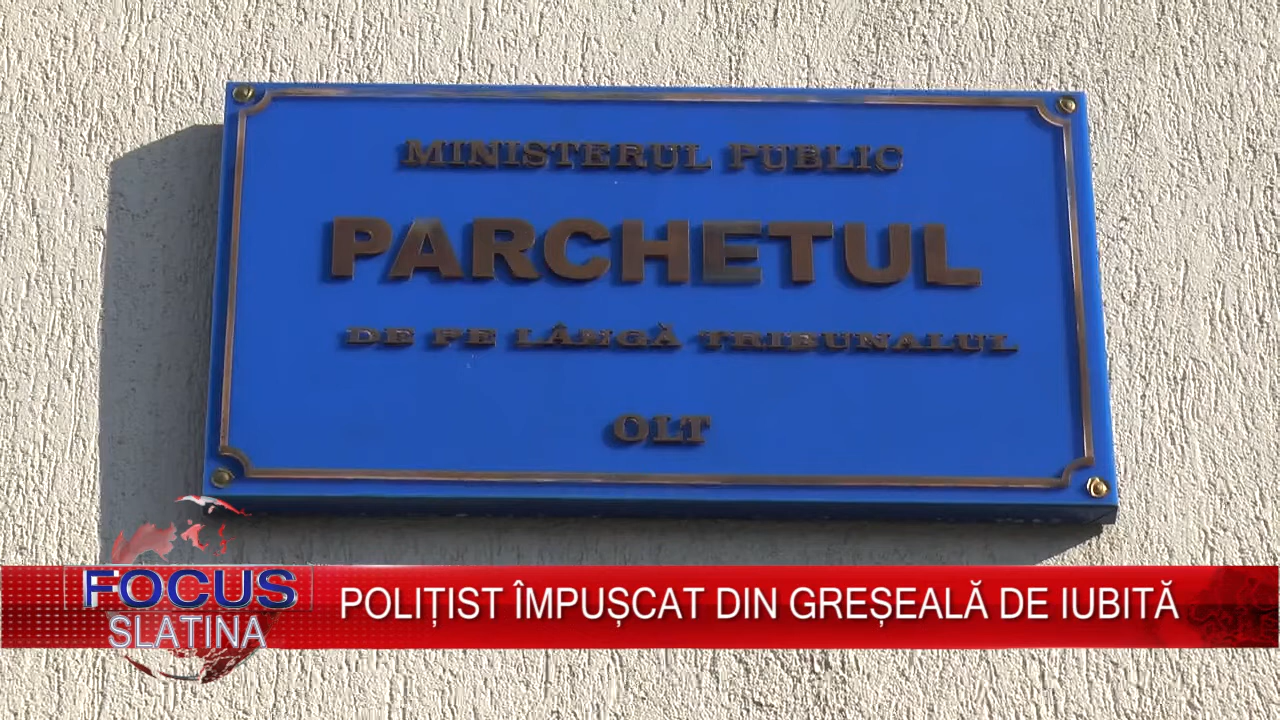 MINISTERUL PUBLIC
PARCHETUL
DE PE LÂNGĂ TRIBUNALUL
OLT
FOCUS
SLATINA
POLIȚIST ÎMPUȘCAT DIN GREȘEALĂ DE IUBITĂ